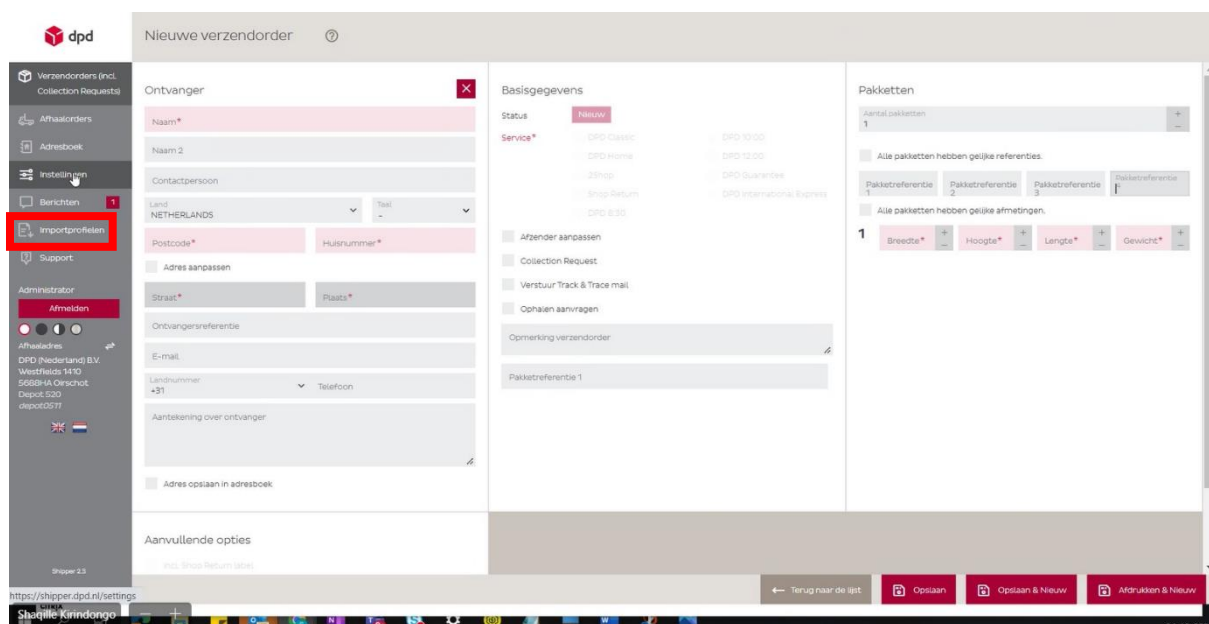 dpd
Nieuwe verzendorder
Verzendorders (incl.
Collection Requests)
Afhaalorders
Adresboek
Instellingen
Berichten 1
Importprofielen
Support
Administrator
Afmelden
Afhaaladres
DPD (Nederland) B.V.
Westfields 1410
5688HA Oirschot
Depot 520
depot0511
Shipper 2.3
https://shipper.dpd.nl/settings
Shaqille Kirindongo
Ontvanger
Naam*
Naam 2
Contactpersoon
Land
NETHERLANDS
Taal
-
Postcode* Huisnummer*
Adres aanpassen
Straat* Plaats*
Ontvangersreferentie
E-mail
Landnummer
+31
Telefoon
Aantekening over ontvanger
Adres opslaan in adresboek
Aanvullende opties
incl. Shop Return label
Basisgegevens
Status Nieuw
Service* DPD Classic DPD 10:00
DPD Home DPD 12:00
2Shop DPD Guarantee
Shop Return DPD International Express
DPD 8:30
Afzender aanpassen
Collection Request
Verstuur Track & Trace mail
Ophalen aanvragen
Opmerking verzendorder
Pakketreferentie 1
Pakketten
Aantal pakketten
1
+
-
Alle pakketten hebben gelijke referenties.
Pakketreferentie 1
Pakketreferentie 2
Pakketreferentie 3
Pakketreferentie
Alle pakketten hebben gelijke afmetingen.
1 Breedte* + - Hoogte* + - Lengte* + - Gewicht* + -
← Terug naar de lijst Opslaan Opslaan & Nieuw Afdrukken & Nieuw